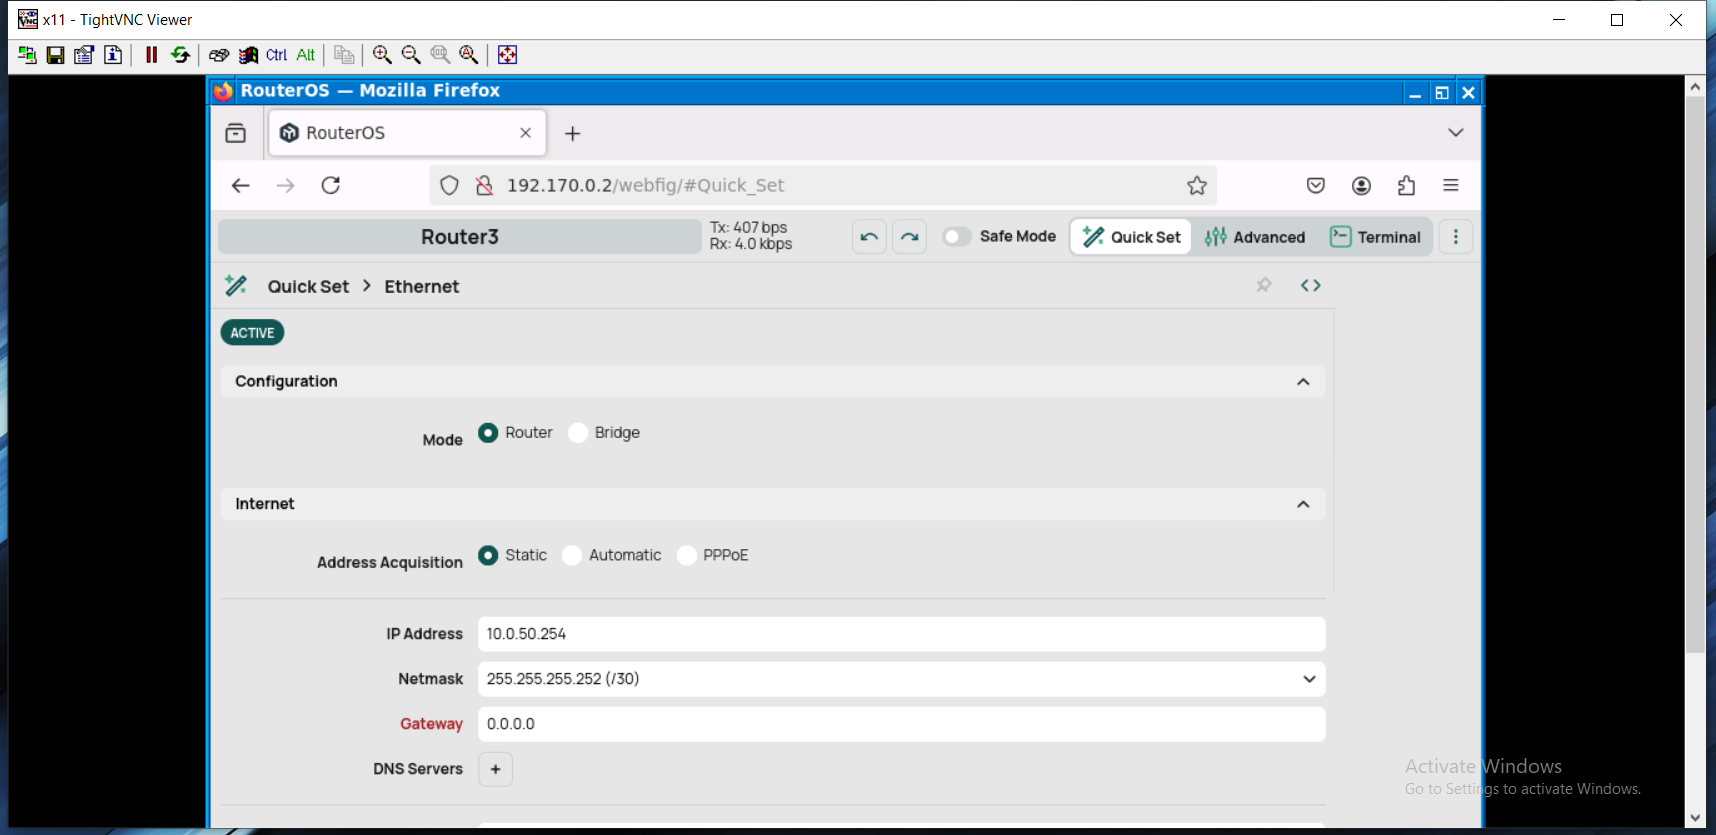 x11 - TightVNC Viewer
Ctrl Alt
RouterOS — Mozilla Firefox
RouterOS
192.170.0.2/webfig/#Quick_Set
Router3
Tx: 407 bps
Rx: 4.0 kbps
Safe Mode
Quick Set
Advanced
Terminal
Quick Set > Ethernet
ACTIVE
Configuration
Mode Router Bridge
Internet
Address Acquisition Static Automatic PPPoE
IP Address 10.0.50.254
Netmask 255.255.255.252 (/30)
Gateway 0.0.0.0
DNS Servers +
Activate Windows
Go to Settings to activate Windows.